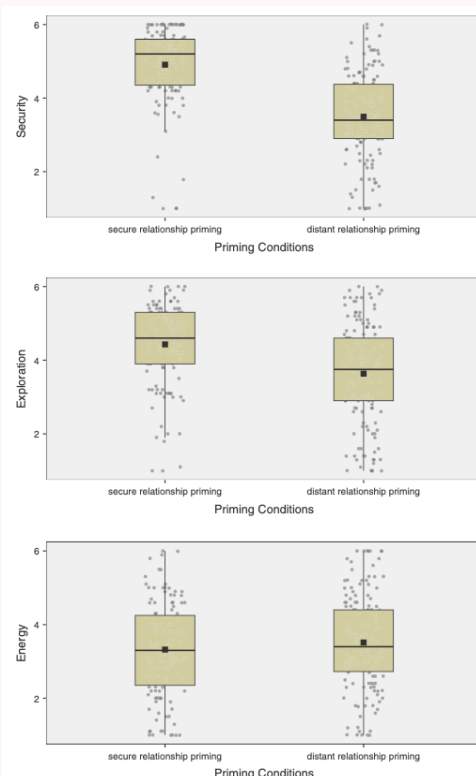 6
4
2
Security
secure relationship priming
distant relationship priming
Priming Conditions
6
4
2
Exploration
secure relationship priming
distant relationship priming
Priming Conditions
6
4
2
Energy
secure relationship priming
distant relationship priming
Priming Conditions